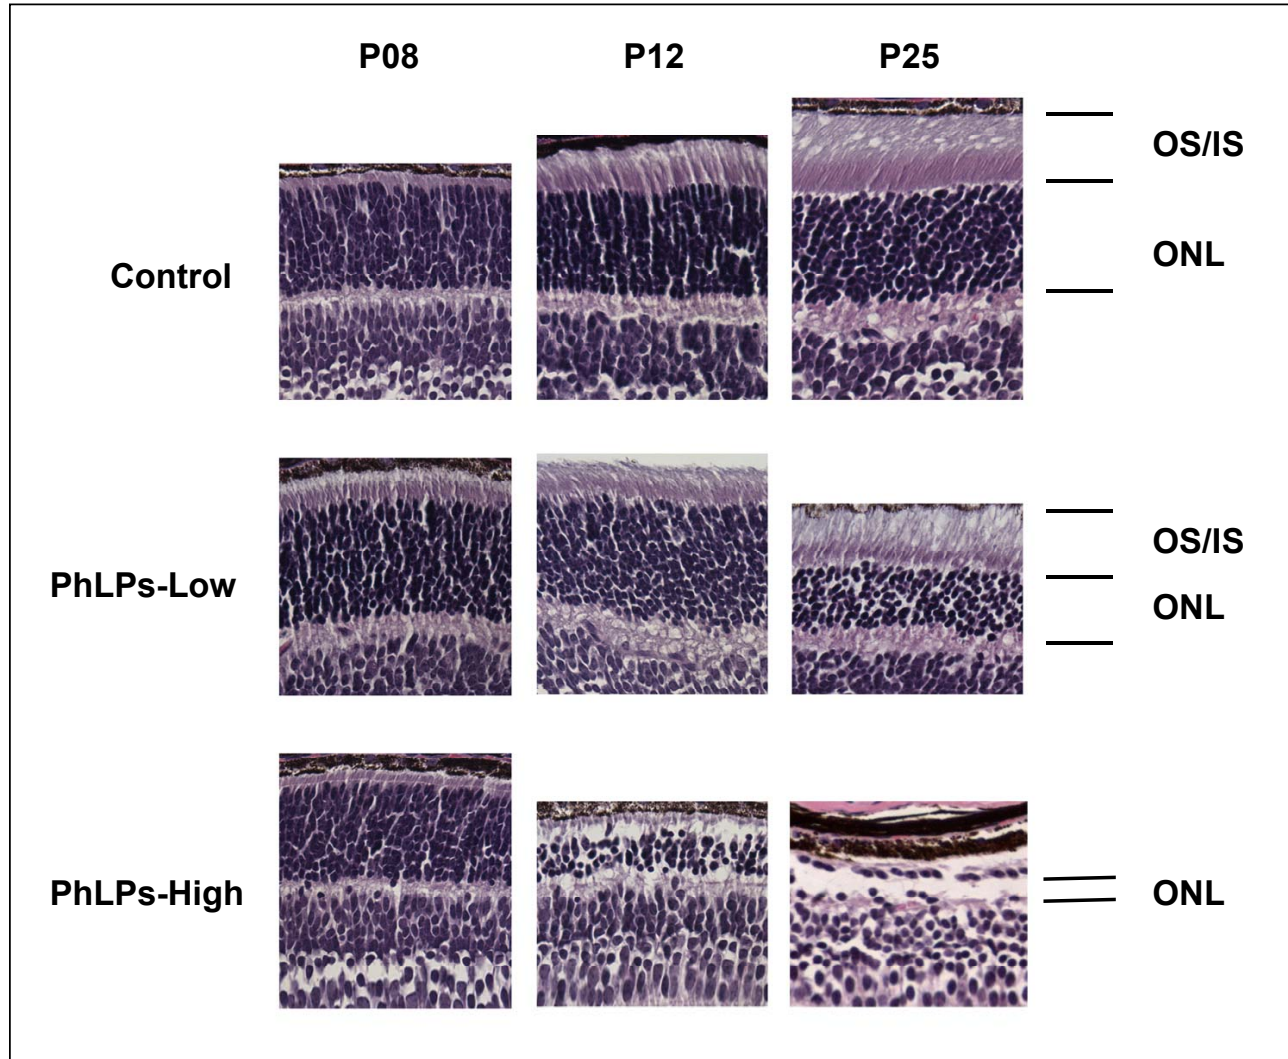 P08 P12 P25
OS/IS
Control
ONL
PhLPs-Low
OS/IS
ONL
PhLPs-High
ONL